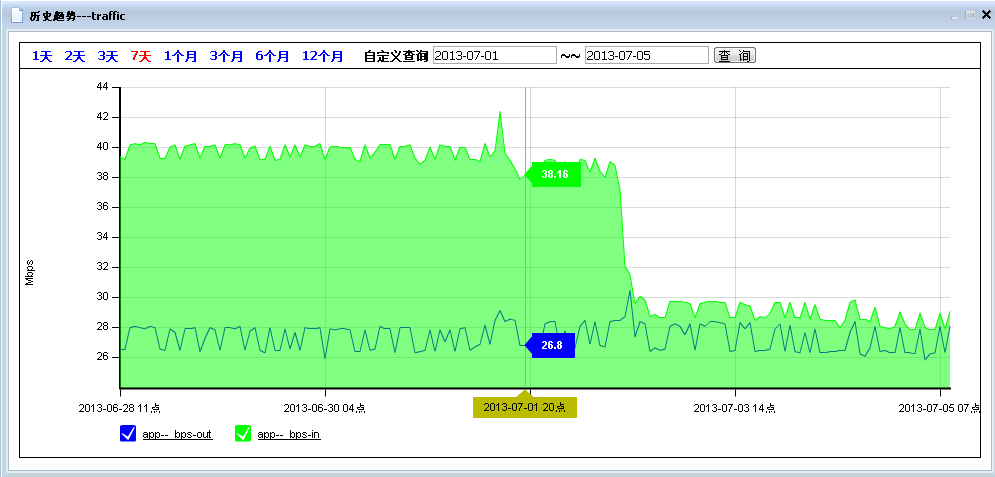 历史趋势---traffic
1天 2天 3天 7天 1个月 3个月 6个月 12个月 自定义查询 2013-07-01 ~~ 2013-07-05 查 询
44
42
40
38
36
34
32
30
28
26
Mbps
38.16
26.8
2013-06-28 11点 2013-06-30 04点 2013-07-01 20点 2013-07-03 14点 2013-07-05 07点
app-- bps-out app-- bps-in